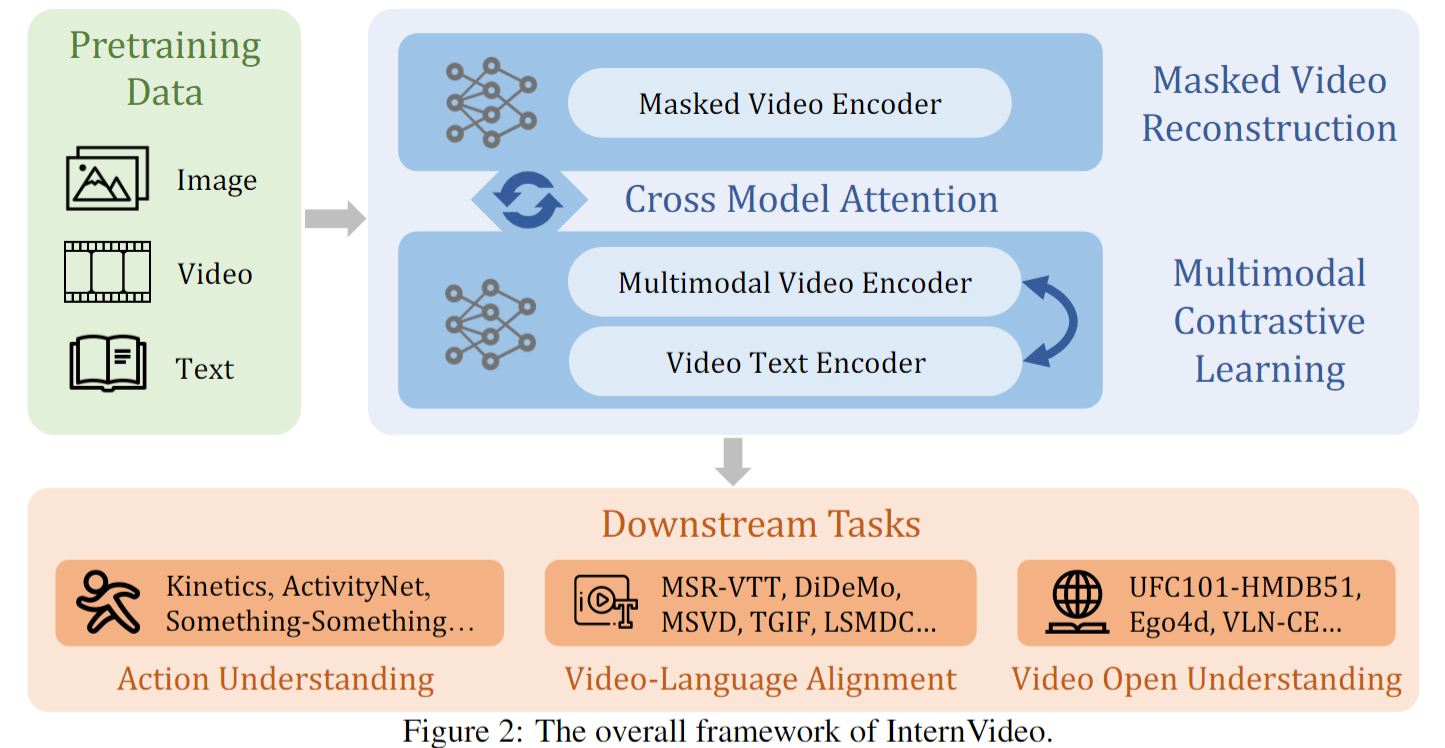 Pretraining
Data
Image
Video
Text
Masked Video Encoder
Masked Video
Reconstruction
Cross Model Attention
Multimodal Video Encoder
Video Text Encoder
Multimodal
Contrastive
Learning
Downstream Tasks
Kinetics, ActivityNet,
Something-Something…
Action Understanding
i
T
MSR-VTT, DiDeMo,
MSVD, TGIF, LSMDC…
Video-Language Alignment
UFC101-HMDB51,
Ego4d, VLN-CE…
Video Open Understanding
Figure 2: The overall framework of InternVideo.